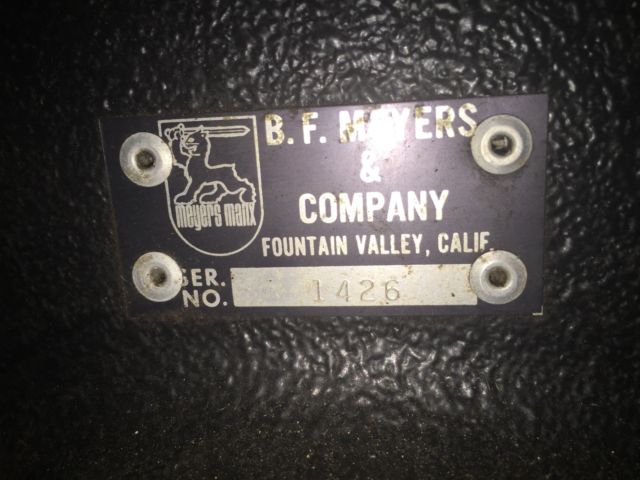 B. F. MEYERS
&
COMPANY
FOUNTAIN VALLEY, CALIF.
meyers manx
SER.
NO. 1426